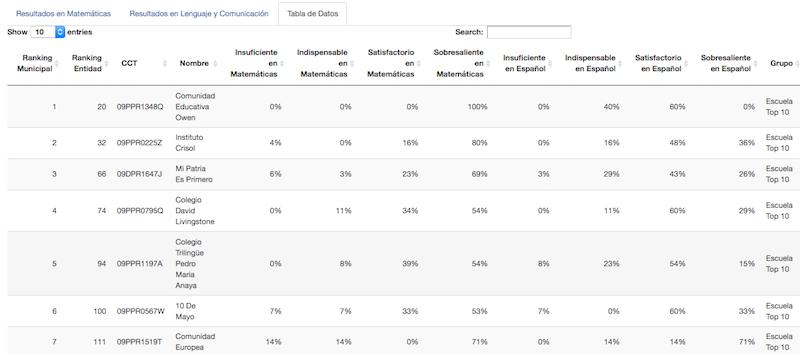 Resultados en Matemáticas Resultados en Lenguaje y Comunicación Tabla de Datos
Show 10 entries Search:
Ranking Municipal Ranking Entidad CCT Nombre Insuficiente en Matemáticas Indispensable en Matemáticas Satisfactorio en Matemáticas Sobresaliente en Matemáticas Insuficiente en Español Indispensable en Español Satisfactorio en Español Sobresaliente en Español Grupo
1 20 09PPR1348Q Comunidad Educativa Owen 0% 0% 0% 100% 0% 40% 60% 0% Escuela Top 10
2 32 09PPR0225Z Instituto Crisol 4% 0% 16% 80% 0% 16% 48% 36% Escuela Top 10
3 66 09DPR1647J Mi Patria Es Primero 6% 3% 23% 69% 3% 29% 43% 26% Escuela Top 10
4 74 09PPR0795Q Colegio David Livingstone 0% 11% 34% 54% 0% 11% 60% 29% Escuela Top 10
5 94 09PPR1197A Colegio Trilingüe Pedro Maria Anaya 0% 8% 39% 54% 8% 23% 54% 15% Escuela Top 10
6 100 09PPR0567W 10 De Mayo 7% 7% 33% 53% 7% 0% 60% 33% Escuela Top 10
7 111 09PPR1519T Comunidad Europea 14% 14% 0% 71% 0% 14% 14% 71% Escuela Top 10